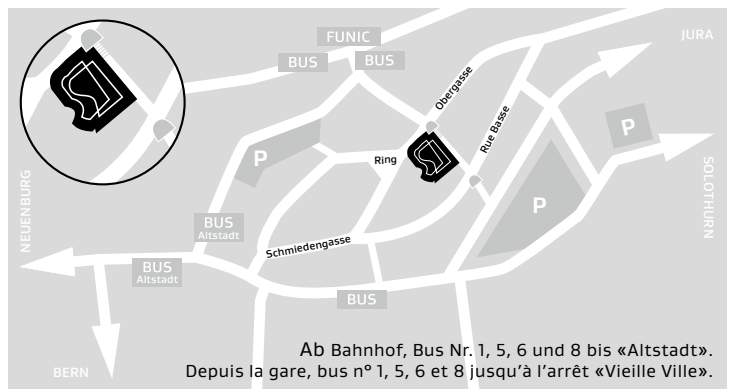 FUNIC
BUS
BUS
JURA
Obergasse
Rue Basse
P
P
Ring
P
NEUENBURG
SOLOTHURN
BUS
Altstadt
Schmiedengasse
BUS
Altstadt
BUS
BERN
Ab Bahnhof, Bus Nr. 1, 5, 6 und 8 bis «Altstadt».
Depuis la gare, bus n° 1, 5, 6 et 8 jusqu’à l’arrêt «Vieille Ville».